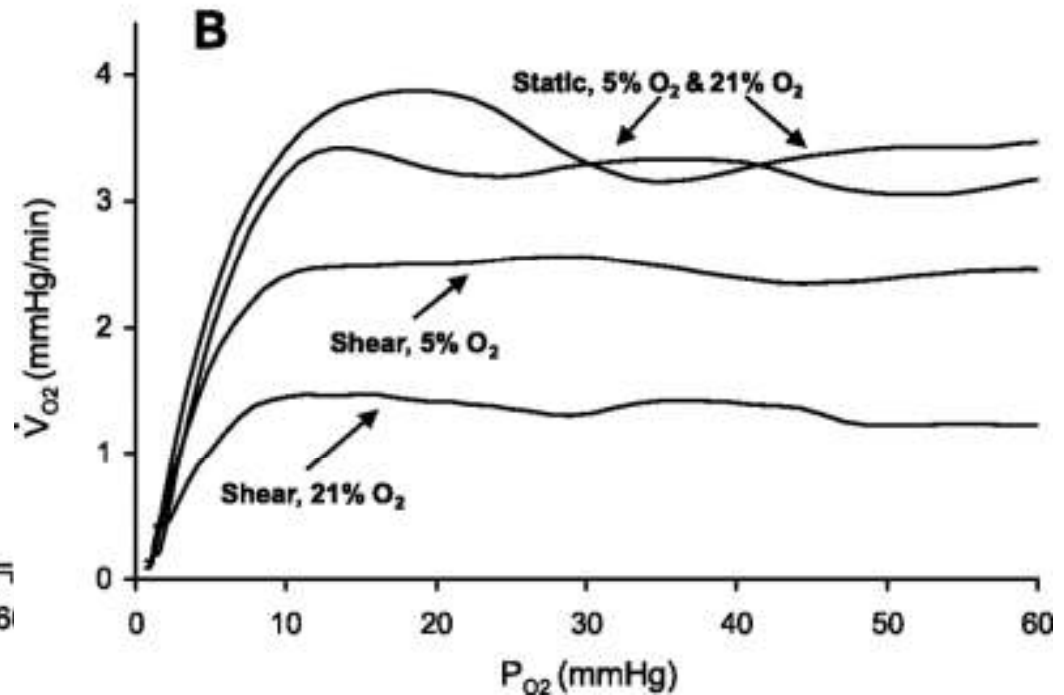 B
Static, 5% O₂ & 21% O₂
Shear, 5% O₂
Shear, 21% O₂
4
3
2
1
0
V̇O₂ (mmHg/min)
0 10 20 30 40 50 60
PO₂ (mmHg)